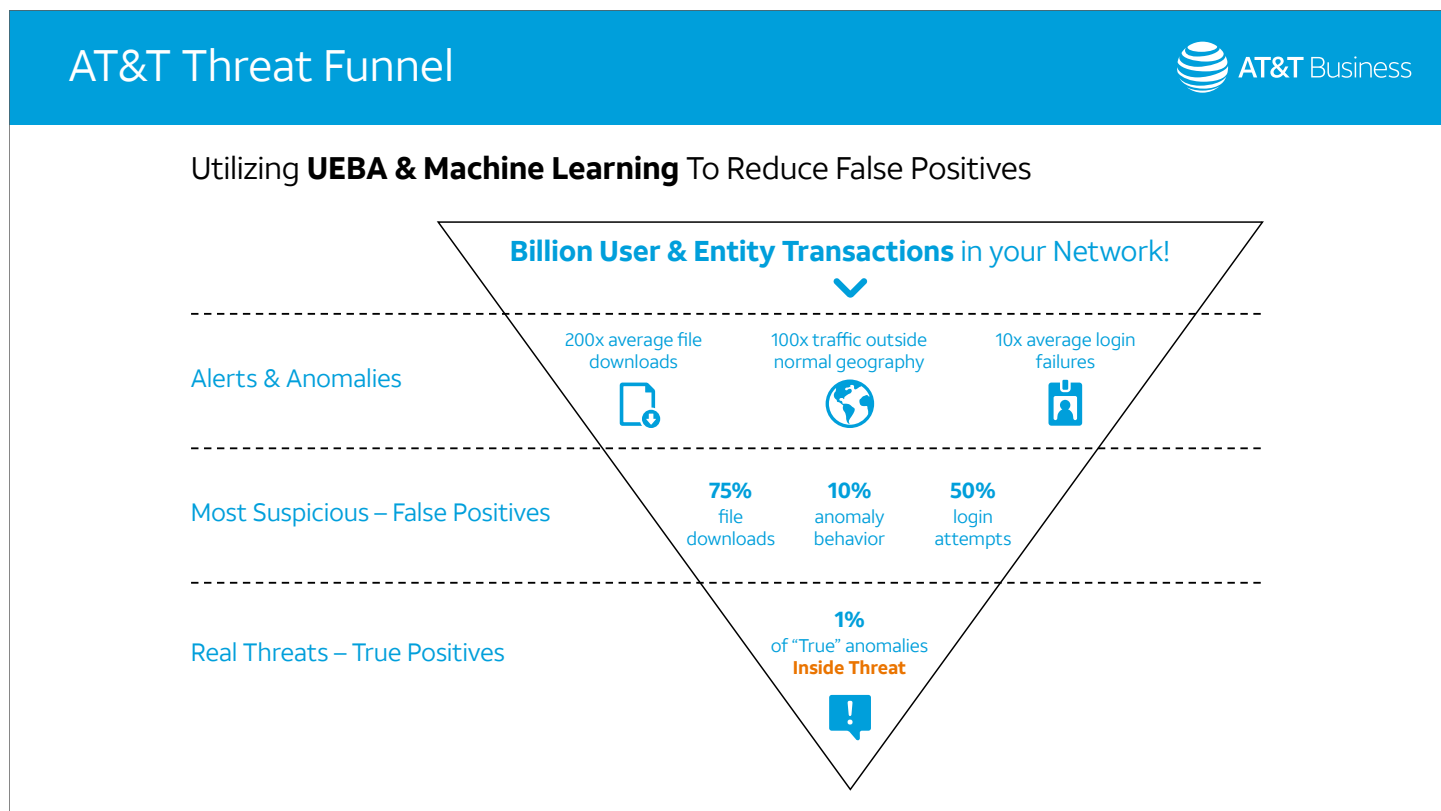 AT&T Threat Funnel
AT&T Business
Utilizing UEBA & Machine Learning To Reduce False Positives
Billion User & Entity Transactions in your Network!
Alerts & Anomalies
200x average file
downloads
100x traffic outside
normal geography
10x average login
failures
Most Suspicious – False Positives
75%
file
downloads
10%
anomaly
behavior
50%
login
attempts
Real Threats – True Positives
1%
of “True” anomalies
Inside Threat
!